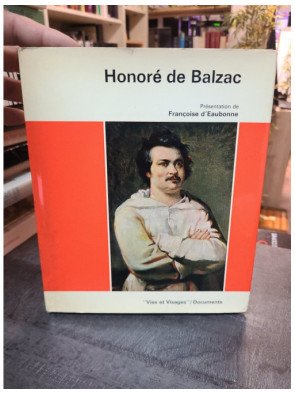 Honoré de Balzac
Présentation de
Françoise d'Eaubonne
"Vies et Visages" / Documents